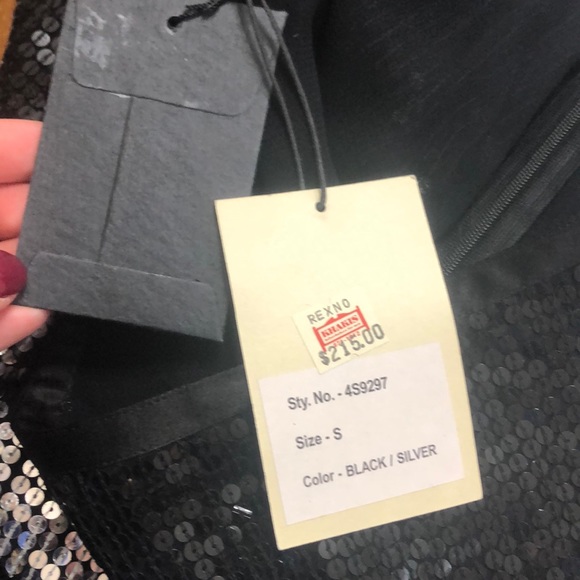 REXNO
KHAKIS
$215.00
Sty. No. - 4S9297
Size - S
Color - BLACK / SILVER